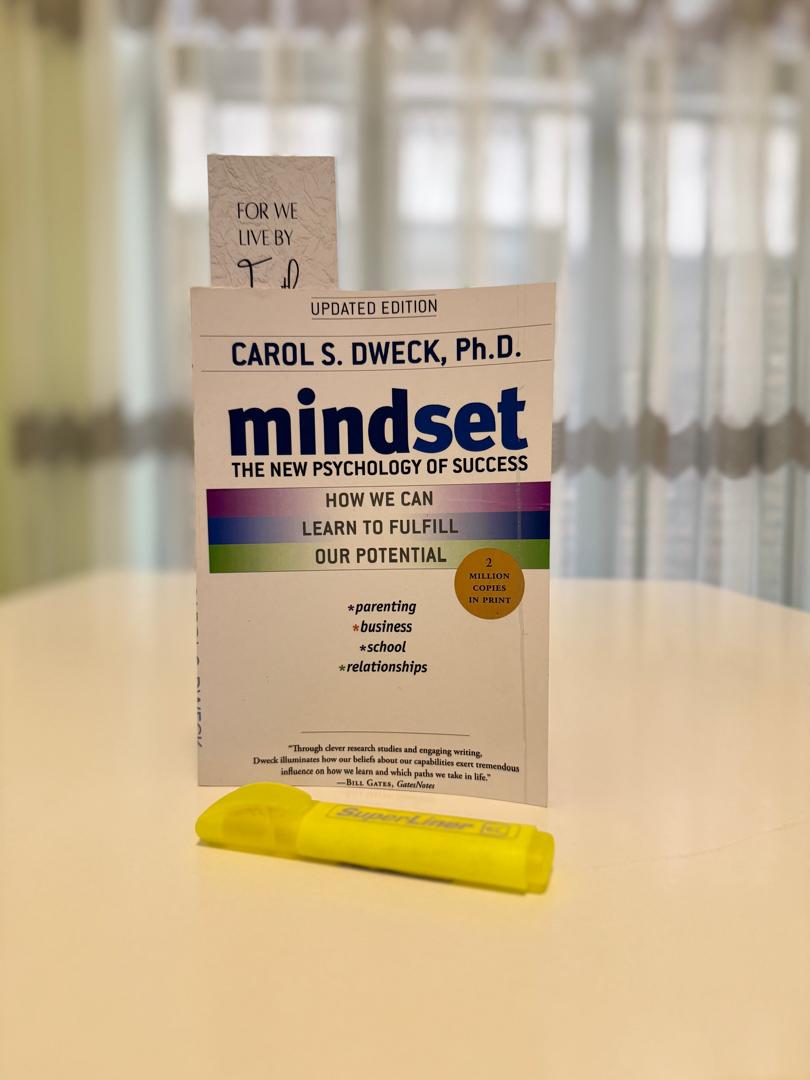 FOR WE
LIVE BY
UPDATED EDITION
CAROL S. DWECK, Ph.D.
mindset
THE NEW PSYCHOLOGY OF SUCCESS
HOW WE CAN
LEARN TO FULFILL
OUR POTENTIAL
2
MILLION
COPIES
IN PRINT
*parenting
*business
*school
*relationships
"Through clever research studies and engaging writing,
Dweck illuminates how our beliefs about our capabilities exert tremendous
influence on how we learn and which paths we take in life."
—BILL GATES, GatesNotes
SuperLiner